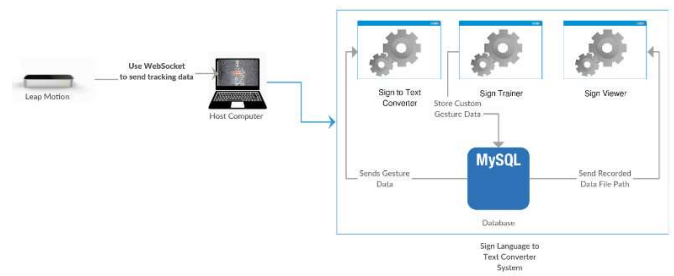 Use WebSocket
to send tracking data
Leap Motion
Host Computer
Sign to Text
Converter
Sign Trainer
Sign Viewer
Store Custom
Gesture Data
MySQL
Sends Gesture
Data
Send Recorded
Data File Path
Database
Sign Language to
Text Converter
System